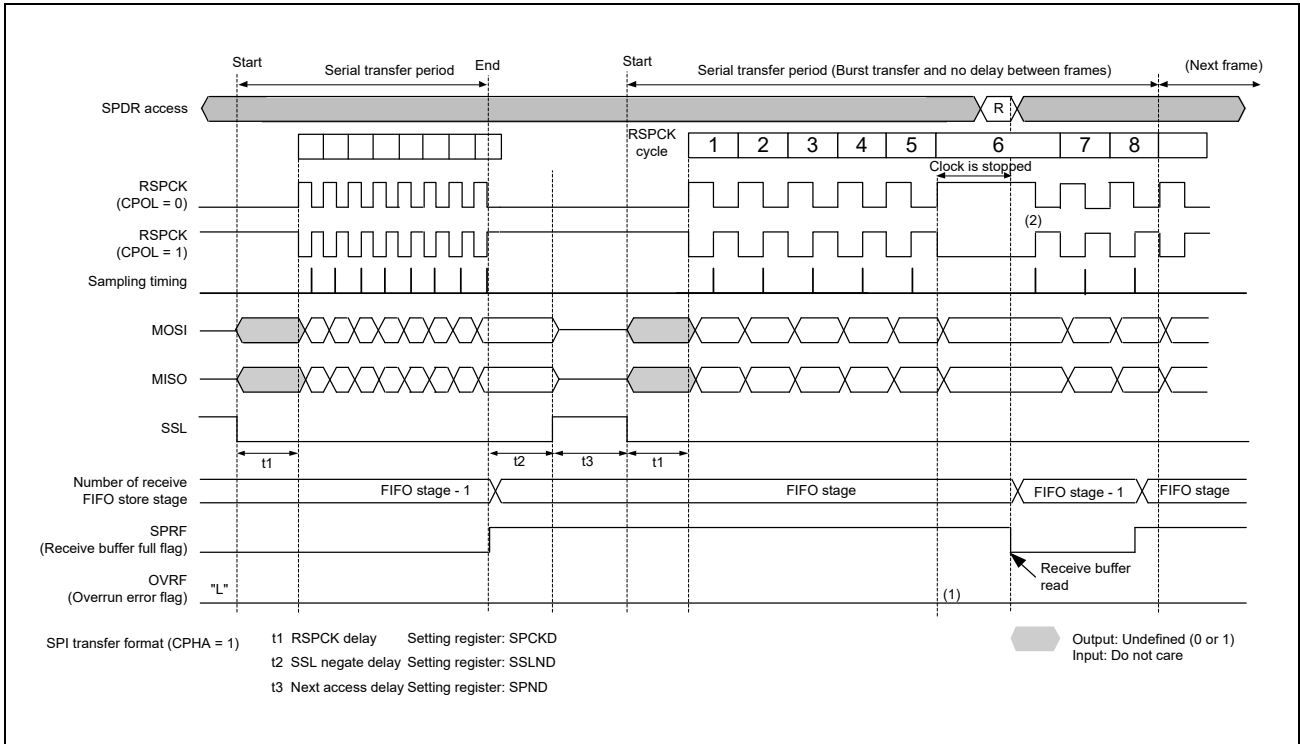 Start
Serial transfer period
End
Start
Serial transfer period (Burst transfer and no delay between frames)
(Next frame)
SPDR access
R
RSPCK
cycle
1 2 3 4 5 6 7 8
Clock is stopped
RSPCK
(CPOL = 0)
(2)
RSPCK
(CPOL = 1)
Sampling timing
MOSI
MISO
SSL
t1 t2 t3 t1
Number of receive
FIFO store stage
FIFO stage - 1
FIFO stage
FIFO stage - 1
FIFO stage
SPRF
(Receive buffer full flag)
Receive buffer
read
OVRF
(Overrun error flag)
"L"
(1)
SPI transfer format (CPHA = 1)
t1 RSPCK delay Setting register: SPCKD
t2 SSL negate delay Setting register: SSLND
t3 Next access delay Setting register: SPND
Output: Undefined (0 or 1)
Input: Do not care